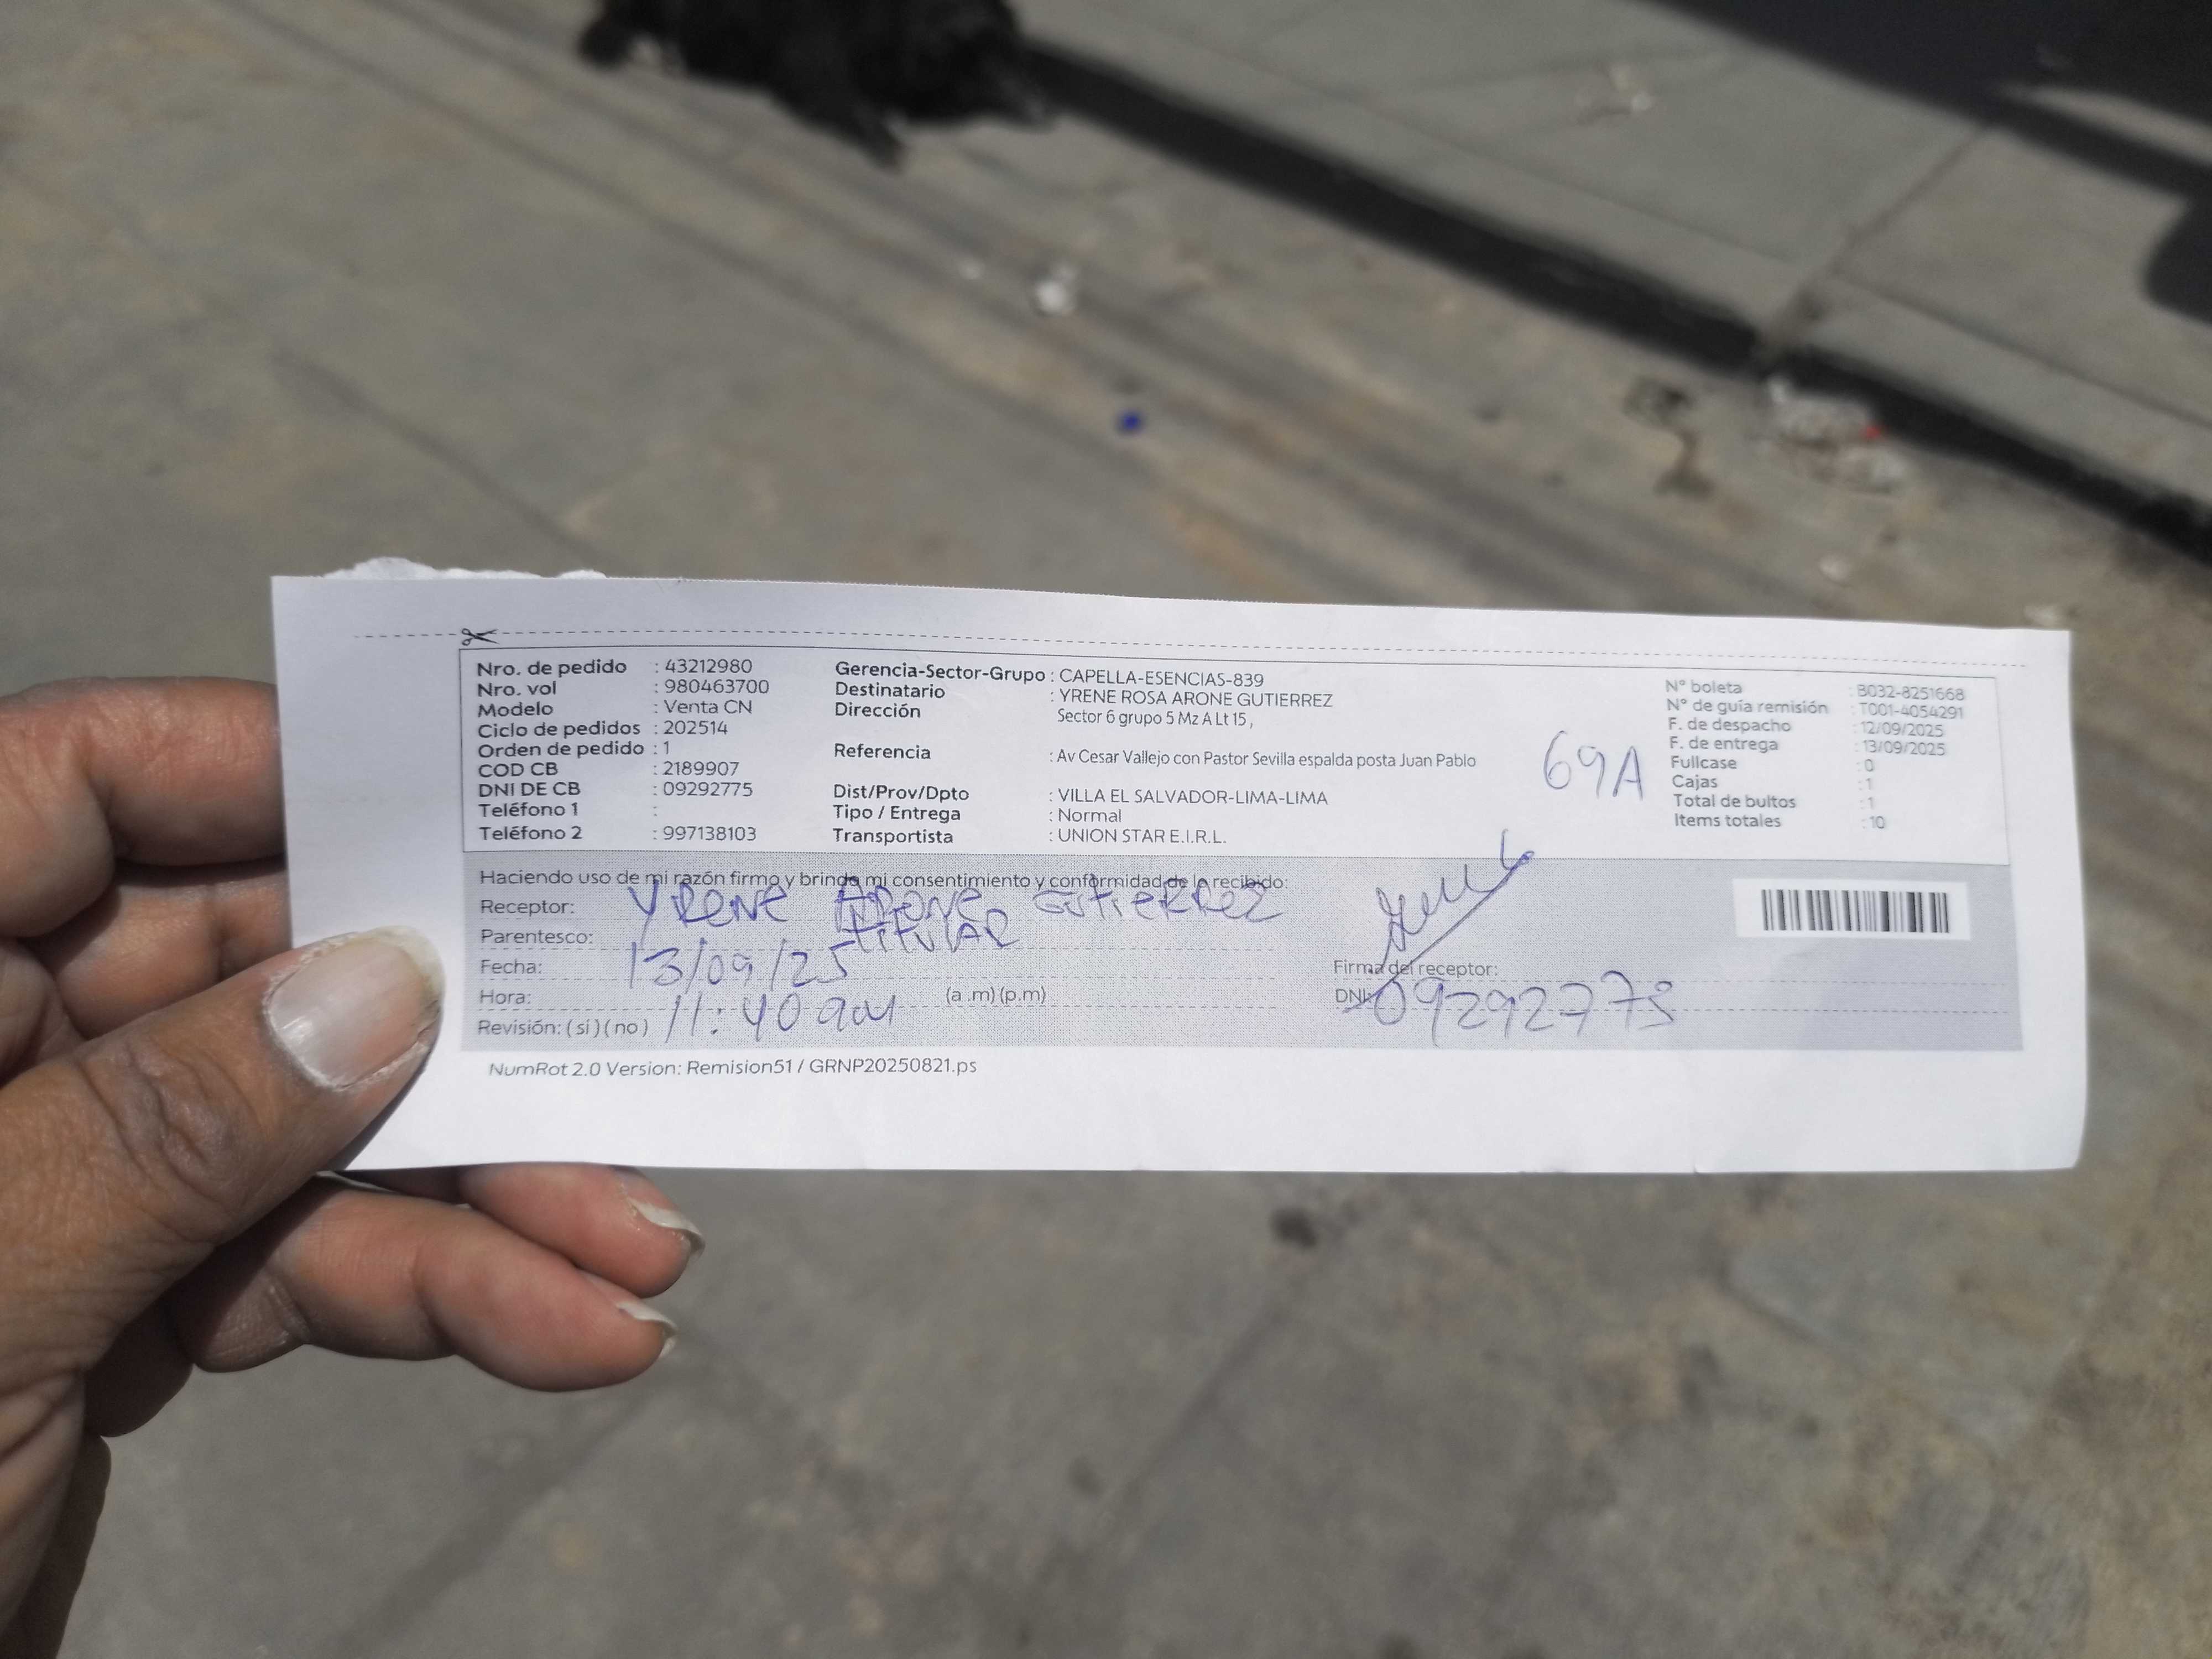 Nro. de pedido : 43212980
Nro. vol : 980463700
Modelo : Venta CN
Ciclo de pedidos : 202514
Orden de pedido : 1
COD CB : 2189907
DNI DE CB : 09292775
Teléfono 1 :
Teléfono 2 : 997138103
Gerencia-Sector-Grupo : CAPELLA-ESENCIAS-839
Destinatario : YRENE ROSA ARONE GUTIERREZ
Dirección Sector 6 grupo 5 Mz A Lt 15 ,
Referencia : Av Cesar Vallejo con Pastor Sevilla espalda posta Juan Pablo
Dist/Prov/Dpto : VILLA EL SALVADOR-LIMA-LIMA
Tipo / Entrega : Normal
Transportista : UNION STAR E.I.R.L.
69A
N° boleta : B032-8251668
N° de guía remisión : T001-4054291
F. de despacho : 12/09/2025
F. de entrega : 13/09/2025
Fullcase : 0
Cajas : 1
Total de bultos : 1
Items totales : 10
Haciendo uso de mi razón firmo y brindo mi consentimiento y conformidad de lo recibido:
Receptor: YRENE ARONE GUTIERREZ
Parentesco: TITULAR
Fecha: 13/09/25
Hora: 11:40 am (a .m) (p.m)
Revisión: ( si ) ( no )
Firma del receptor:
DNI: 09292775
NumRot 2.0 Version: Remision51 / GRNP20250821.ps